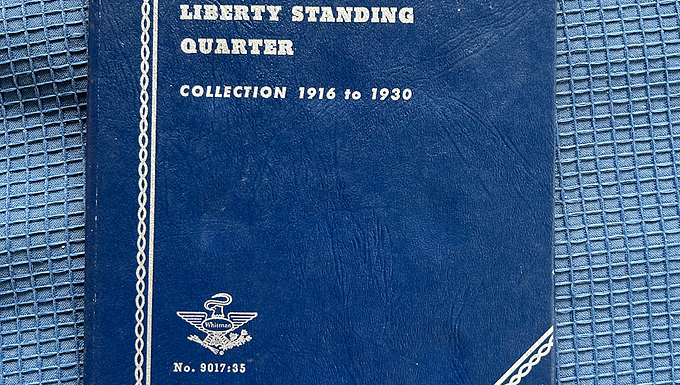 LIBERTY STANDING
QUARTER
COLLECTION 1916 to 1930
Whitman
No. 9017:35